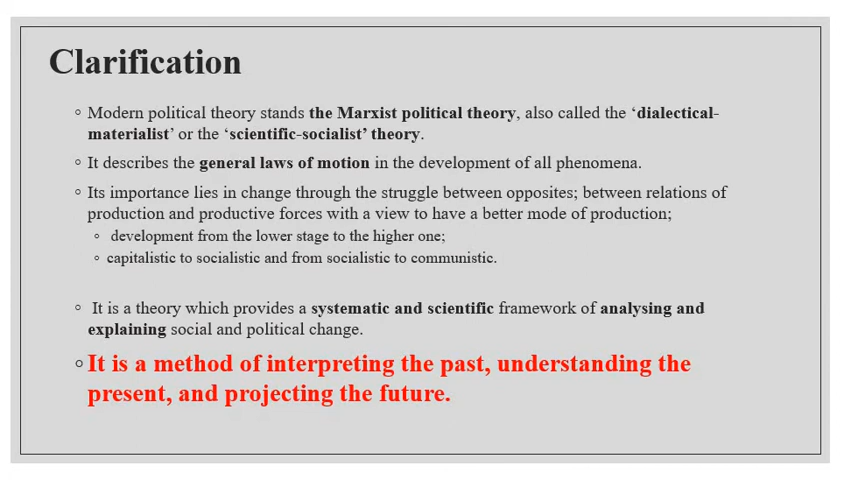 Clarification
◦ Modern political theory stands the Marxist political theory, also called the ‘dialectical-
materialist’ or the ‘scientific-socialist’ theory.
◦ It describes the general laws of motion in the development of all phenomena.
◦ Its importance lies in change through the struggle between opposites; between relations of
production and productive forces with a view to have a better mode of production;
◦ development from the lower stage to the higher one;
◦ capitalistic to socialistic and from socialistic to communistic.
◦ It is a theory which provides a systematic and scientific framework of analysing and
explaining social and political change.
◦ It is a method of interpreting the past, understanding the
present, and projecting the future.